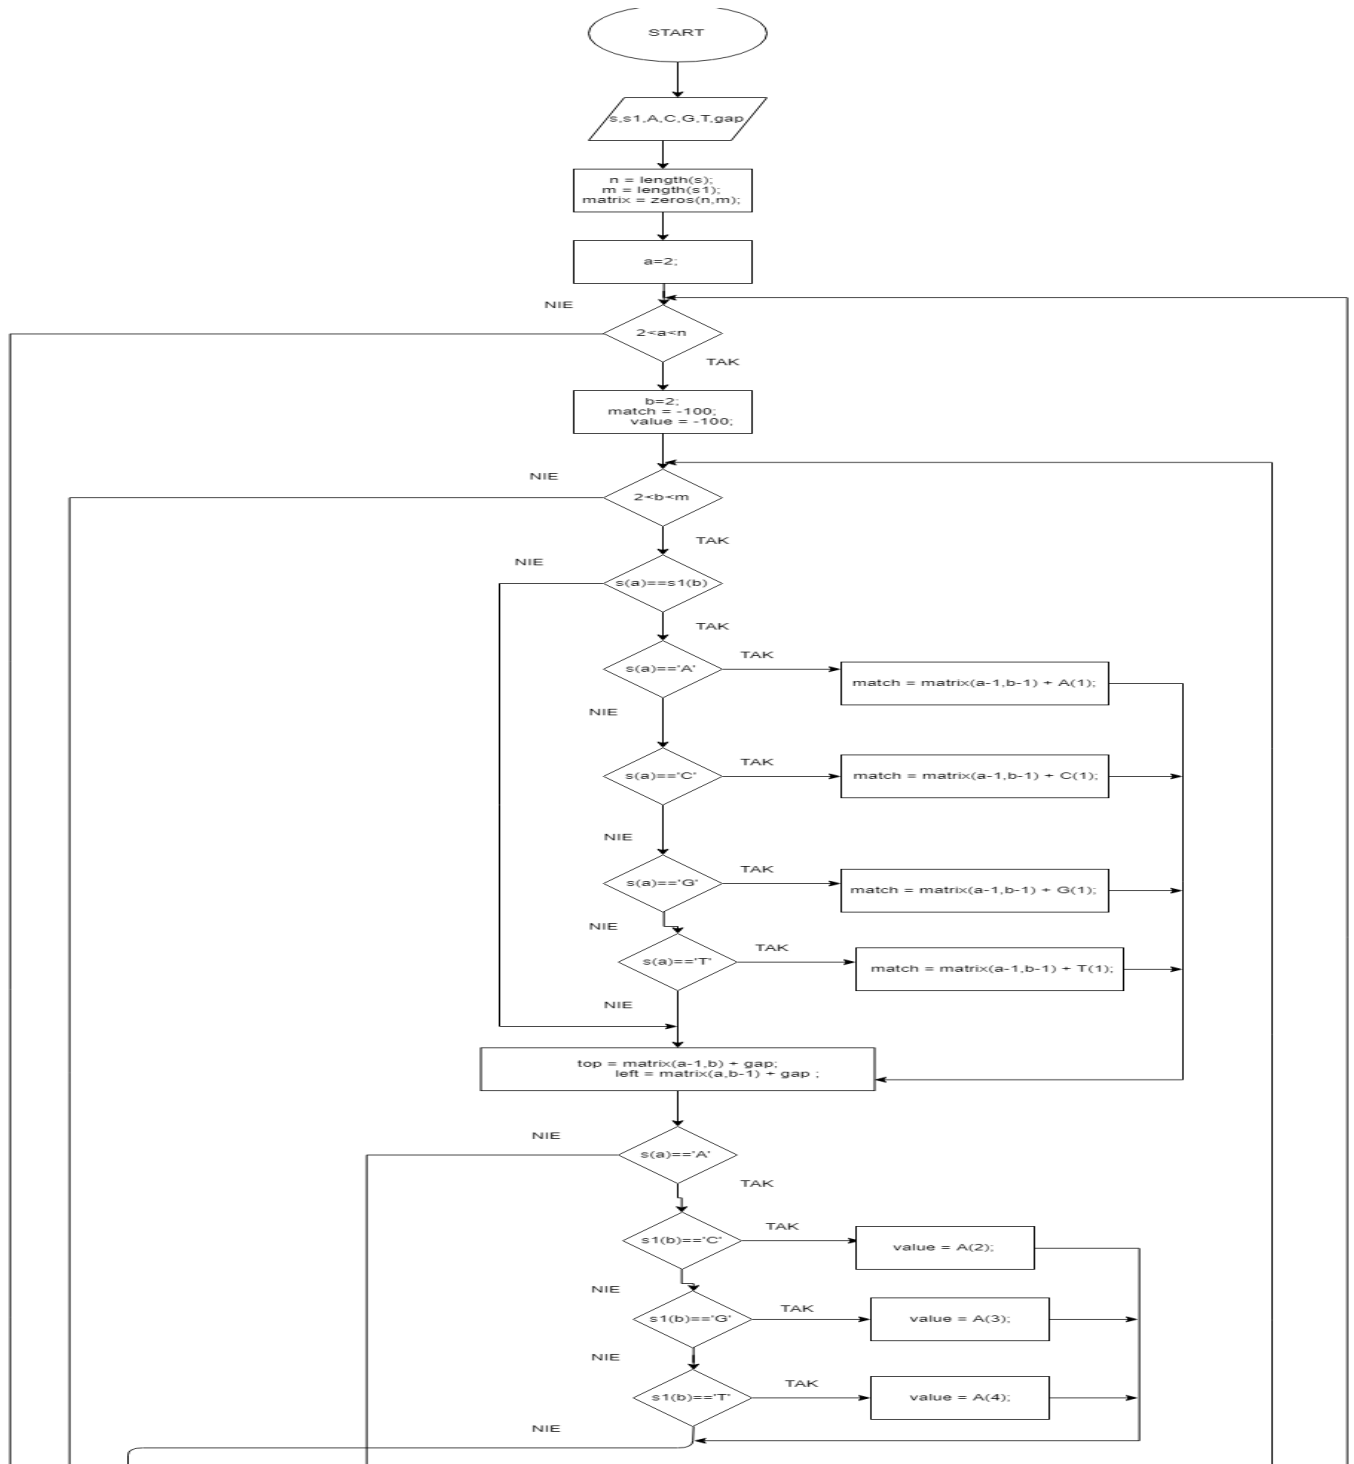 START
s,s1,A,C,G,T,gap
n = length(s);
m = length(s1);
matrix = zeros(n,m);
a=2;
NIE
2<a<n
TAK
b=2;
match = -100;
value = -100;
NIE
2<b<m
TAK
NIE
s(a)==s1(b)
TAK
s(a)=='A'
TAK
match = matrix(a-1,b-1) + A(1);
NIE
s(a)=='C'
TAK
match = matrix(a-1,b-1) + C(1);
NIE
s(a)=='G'
TAK
match = matrix(a-1,b-1) + G(1);
NIE
s(a)=='T'
TAK
match = matrix(a-1,b-1) + T(1);
NIE
top = matrix(a-1,b) + gap;
left = matrix(a,b-1) + gap ;
NIE
s(a)=='A'
TAK
s1(b)=='C'
TAK
value = A(2);
NIE
s1(b)=='G'
TAK
value = A(3);
NIE
s1(b)=='T'
TAK
value = A(4);
NIE